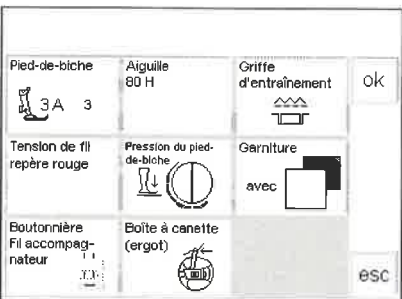 Pied-de-biche
3A 3
Aiguille
80 H
Griffe
d'entraînement
ok
Tension de fil
repère rouge
Pression du pied-
de-biche
Garniture
avec
Boutonnière
Fil accompag-
nateur
Boîte à canette
(ergot)
esc